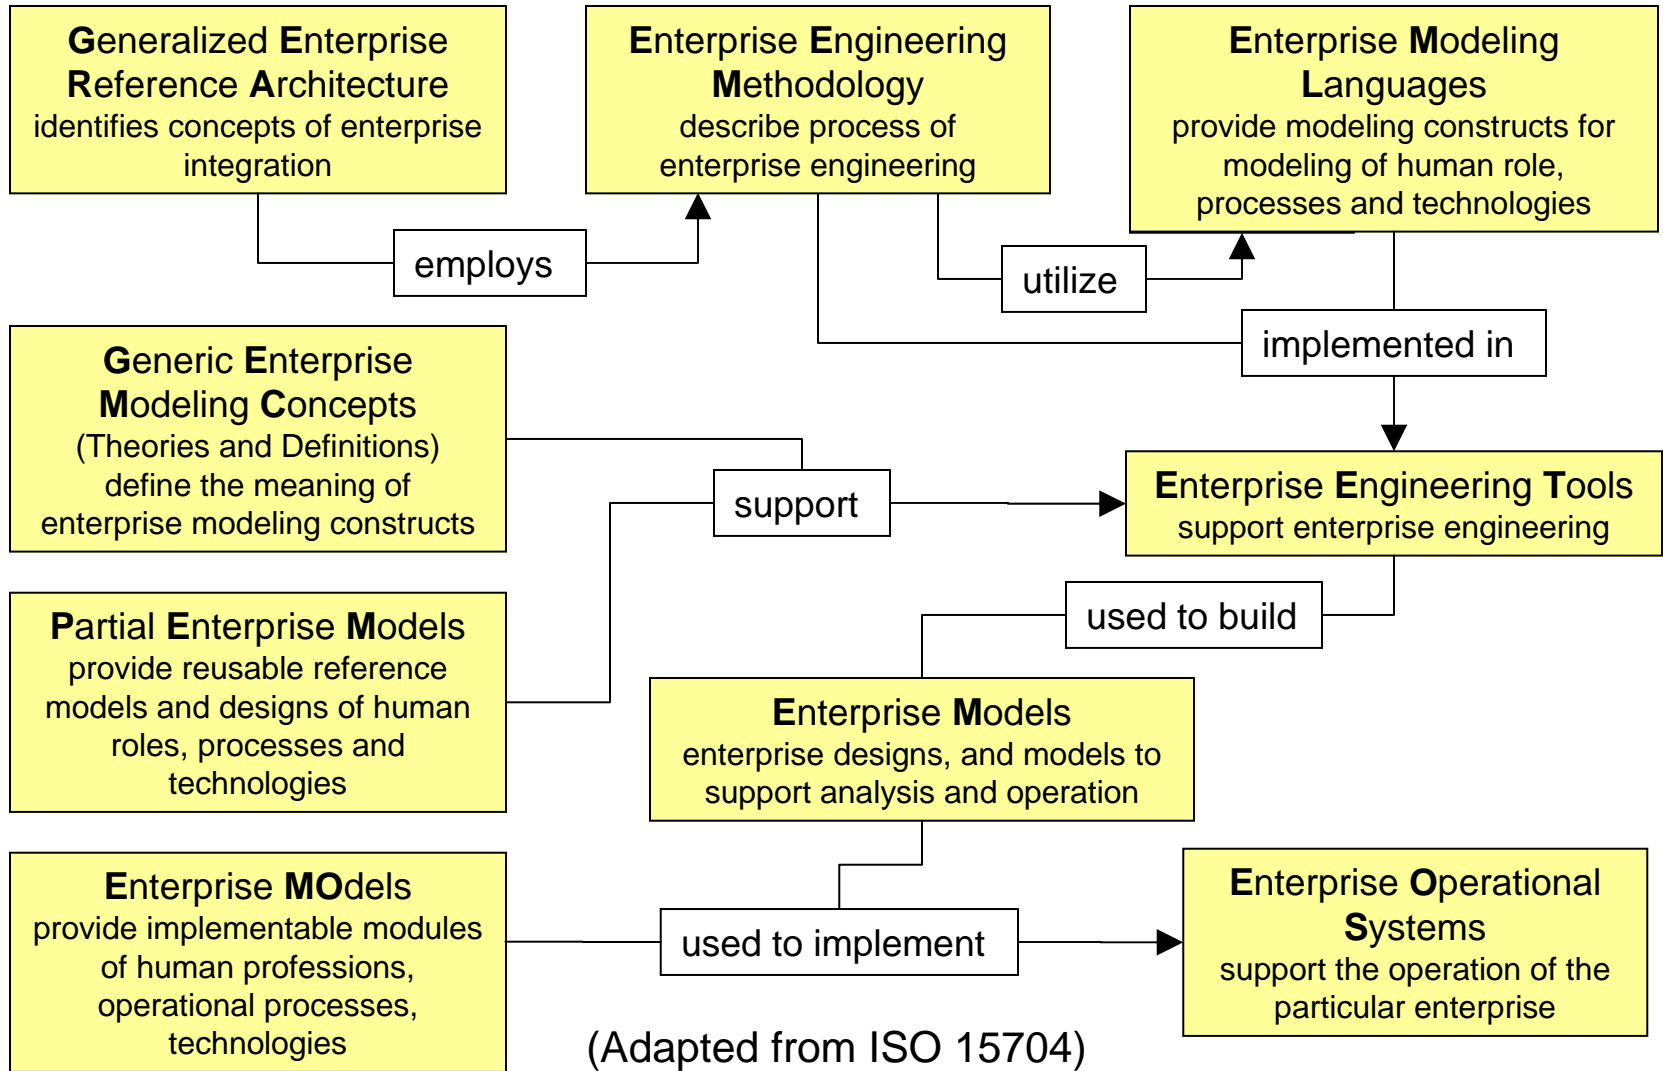 Generalized Enterprise
Reference Architecture
identifies concepts of enterprise
integration
Enterprise Engineering
Methodology
describe process of
enterprise engineering
Enterprise Modeling
Languages
provide modeling constructs for
modeling of human role,
processes and technologies
employs
utilize
implemented in
Generic Enterprise
Modeling Concepts
(Theories and Definitions)
define the meaning of
enterprise modeling constructs
support
Enterprise Engineering Tools
support enterprise engineering
used to build
Partial Enterprise Models
provide reusable reference
models and designs of human
roles, processes and
technologies
Enterprise Models
enterprise designs, and models to
support analysis and operation
Enterprise MOdels
provide implementable modules
of human professions,
operational processes,
technologies
used to implement
Enterprise Operational
Systems
support the operation of the
particular enterprise
(Adapted from ISO 15704)